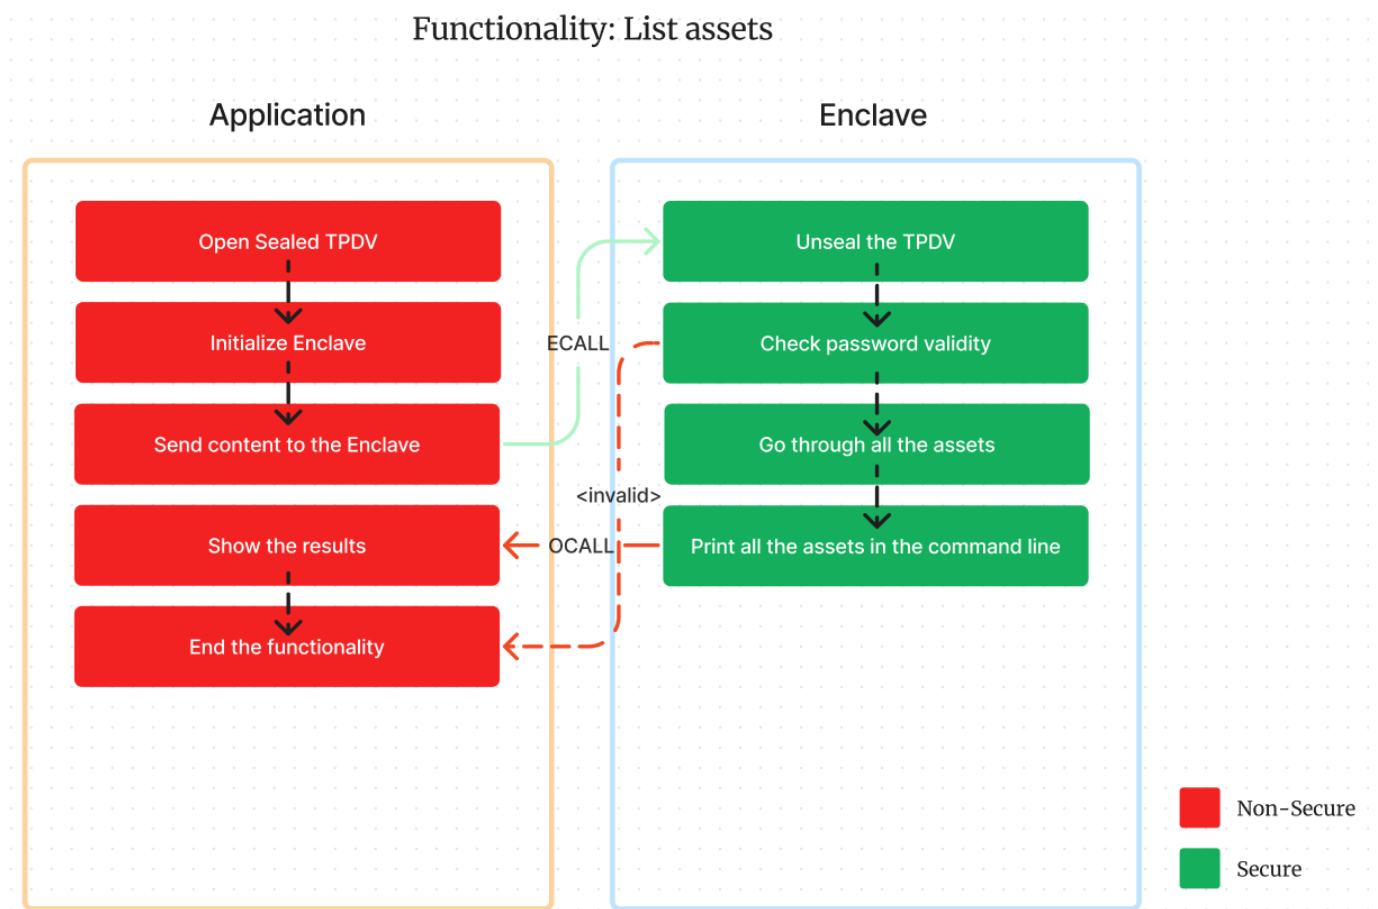 Functionality: List assets
Application
Enclave
Open Sealed TPDV
Initialize Enclave
Send content to the Enclave
Show the results
End the functionality
ECALL
<invalid>
OCALL
Unseal the TPDV
Check password validity
Go through all the assets
Print all the assets in the command line
Non-Secure
Secure